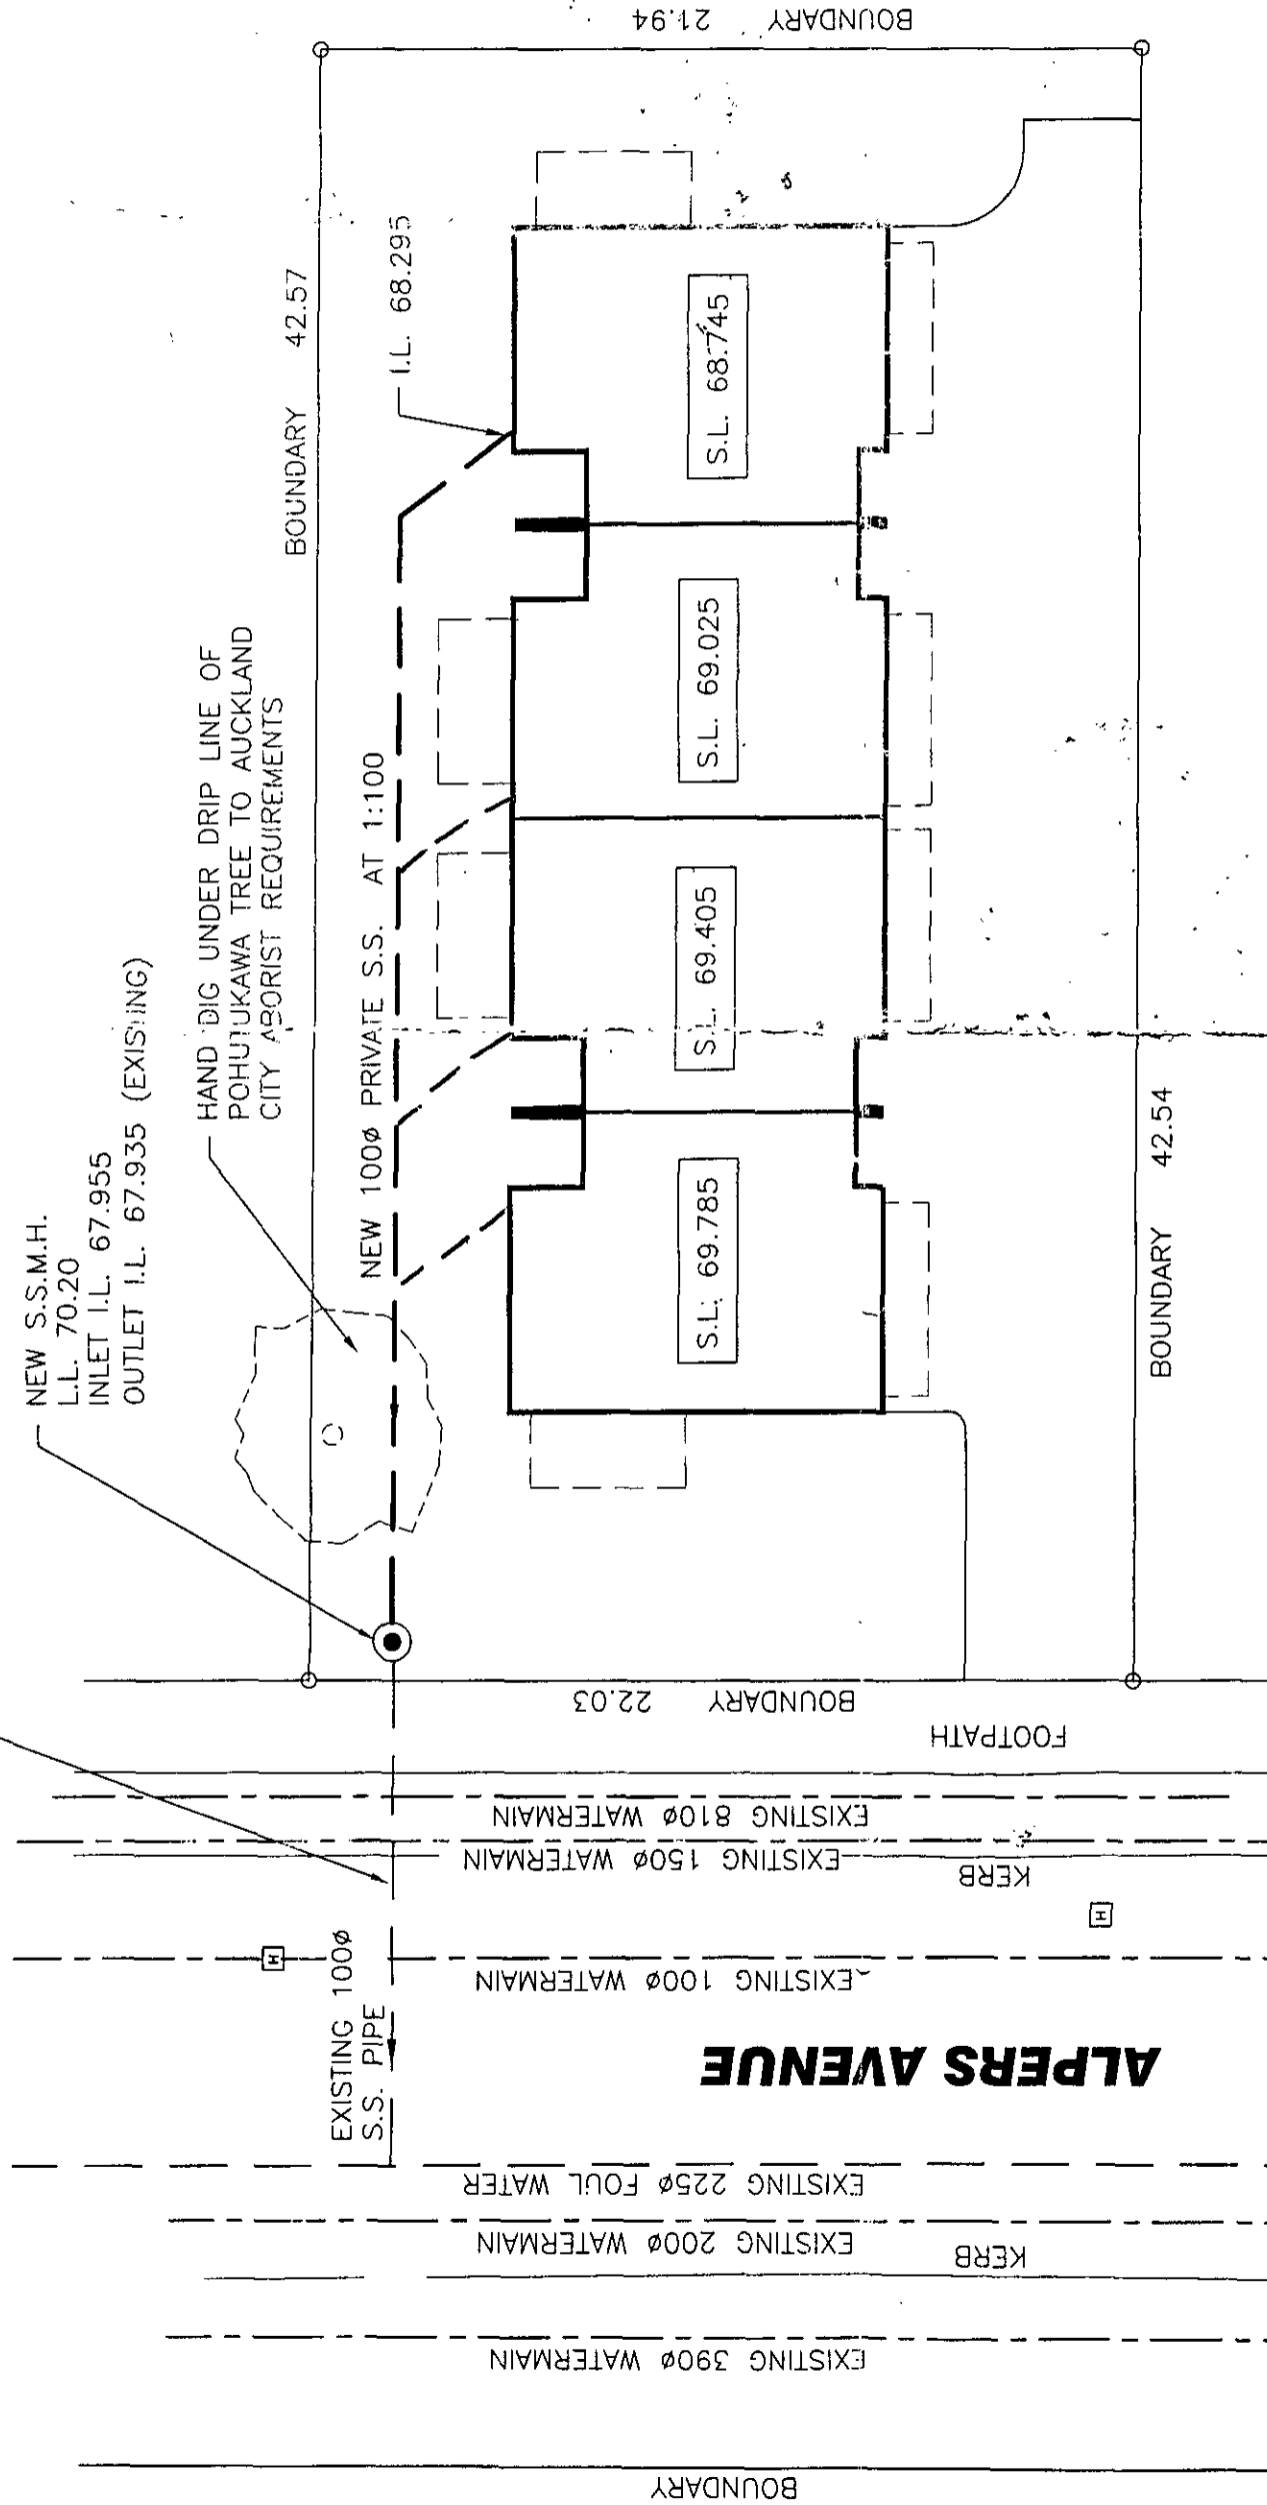 NEW S.S.M.H.
L.L. 70.20
INLET I.L. 67.955
OUTLET I.L. 67.935 (EXISTING)
HAND DIG UNDER DRIP LINE OF
POHUTUKAWA TREE TO AUCKLAND
CITY ABORIST REQUIREMENTS
BOUNDARY 42.57
I.L. 68.295
NEW 100ø PRIVATE S.S. AT 1:100
S.L. 69.785
S.L. 69.405
S.L. 69.025
S.L. 68.745
BOUNDARY 42.54
BOUNDARY 21.94
BOUNDARY 22.03
FOOTPATH
EXISTING 810ø WATERMAIN
EXISTING 150ø WATERMAIN
KERB
H
H
EXISTING 100ø WATERMAIN
EXISTING 100ø
S.S. PIPE
ALPERS AVENUE
EXISTING 225ø FOUL WATER
EXISTING 200ø WATERMAIN
KERB
EXISTING 390ø WATERMAIN
BOUNDARY